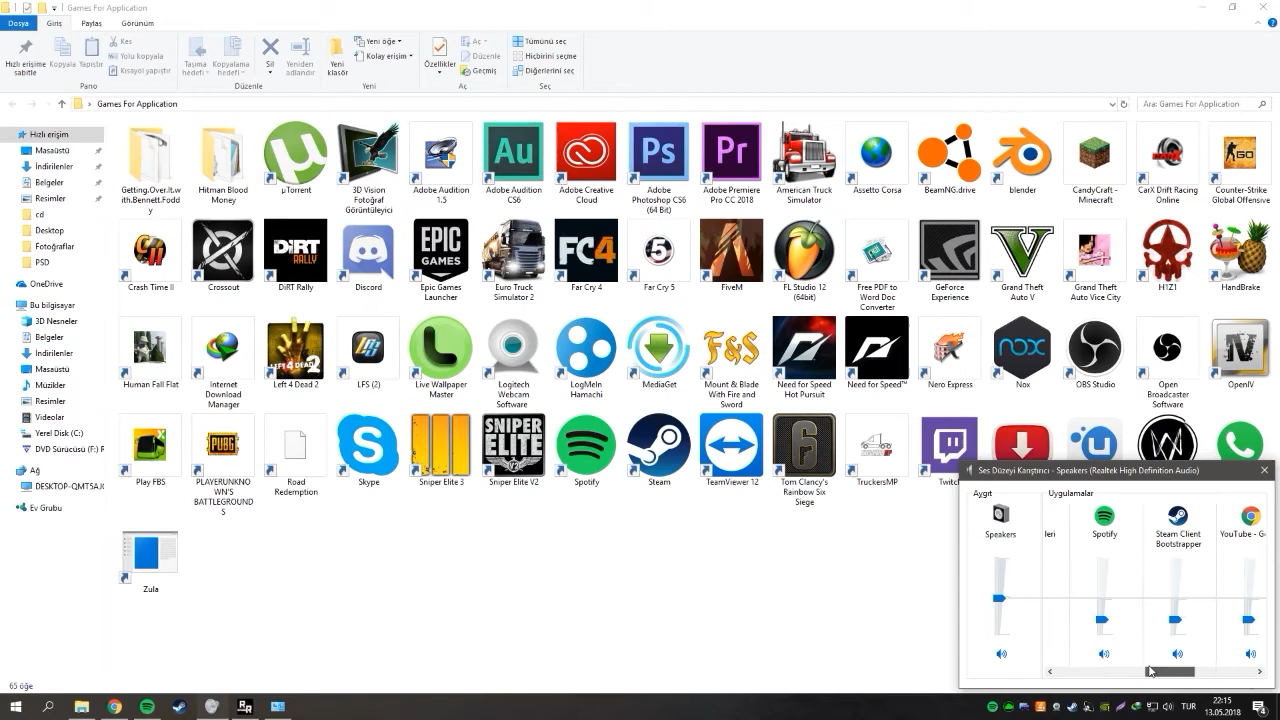 Games For Application
Dosya
Giriş
Paylaş
Görünüm
Hızlı erişime sabitle
Kopyala
Yapıştır
Kes
Yolu kopyala
Kısayol yapıştır
Pano
Taşıma hedefi
Kopyalama hedefi
Sil
Yeniden adlandır
Düzenle
Yeni klasör
Yeni öğe
Kolay erişim
Yeni
Özellikler
Aç
Düzenle
Geçmiş
Aç
Tümünü seç
Hiçbirini seçme
Diğerlerini seç
Seç
Games For Application
Ara: Games For Application
Hızlı erişim
Masaüstü
İndirilenler
Belgeler
Resimler
cd
Desktop
Fotoğraflar
PSD
OneDrive
Bu bilgisayar
3D Nesneler
Belgeler
İndirilenler
Masaüstü
Müzikler
Resimler
Videolar
Yerel Disk (C:)
DVD Sürücüsü (F:) F
Ağ
DESKTOP-QMT5AJ
Ev Grubu
Getting.Over.It.w
ith.Bennett.Fodd
y
Hitman Blood
Money
µTorrent
3D Vision
Fotoğraf
Görüntüleyici
Adobe Audition
1.5
Adobe Audition
CS6
Adobe Creative
Cloud
Adobe
Photoshop CS6
(64 Bit)
Adobe Premiere
Pro CC 2018
American Truck
Simulator
Assetto Corsa
BeamNG.drive
blender
CandyCraft -
Minecraft
CarX Drift Racing
Online
Counter-Strike
Global Offensive
Crash Time II
Crossout
DiRT Rally
Discord
Epic Games
Launcher
Euro Truck
Simulator 2
Far Cry 4
Far Cry 5
FiveM
FL Studio 12
(64bit)
Free PDF to
Word Doc
Converter
GeForce
Experience
Grand Theft
Auto V
Grand Theft
Auto Vice City
H1Z1
HandBrake
Human Fall Flat
Internet
Download
Manager
Left 4 Dead 2
LFS (2)
Live Wallpaper
Master
Logitech
Webcam
Software
LogMeIn
Hamachi
MediaGet
Mount & Blade
With Fire and
Sword
Need for Speed
Hot Pursuit
Need for Speed™
Nero Express
Nox
OBS Studio
Open
Broadcaster
Software
OpenIV
Play FBS
PLAYERUNKNO
WN'S
BATTLEGROUND
S
Road
Redemption
Skype
Sniper Elite 3
Sniper Elite V2
Spotify
Steam
TeamViewer 12
Tom Clancy's
Rainbow Six
Siege
TruckersMP
Twitc
Zula
Ses Düzeyi Karıştırıcı - Speakers (Realtek High Definition Audio)
Aygıt
Uygulamalar
Speakers
leri
Spotify
Steam Client
Bootstrapper
YouTube - G
65 öğe
TUR
22:15
13.05.2018